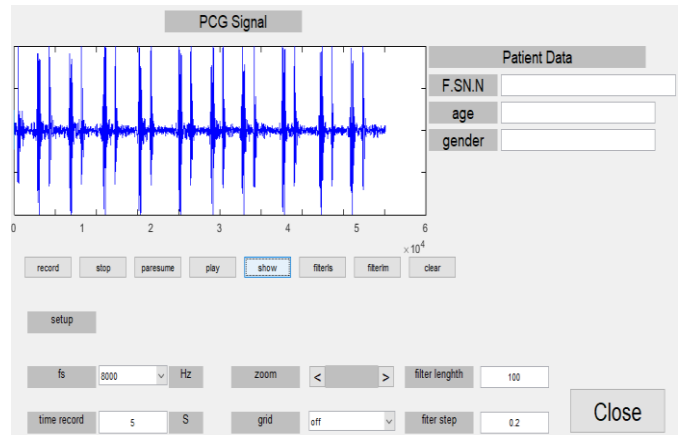 PCG Signal
Patient Data
F.SN.N
age
gender
0 1 2 3 4 5 6
×10⁴
record stop paresume play show filterls filterlm clear
setup
fs 8000 Hz zoom < > filter lenghth 100
time record 5 S grid off fiter step 0.2
Close